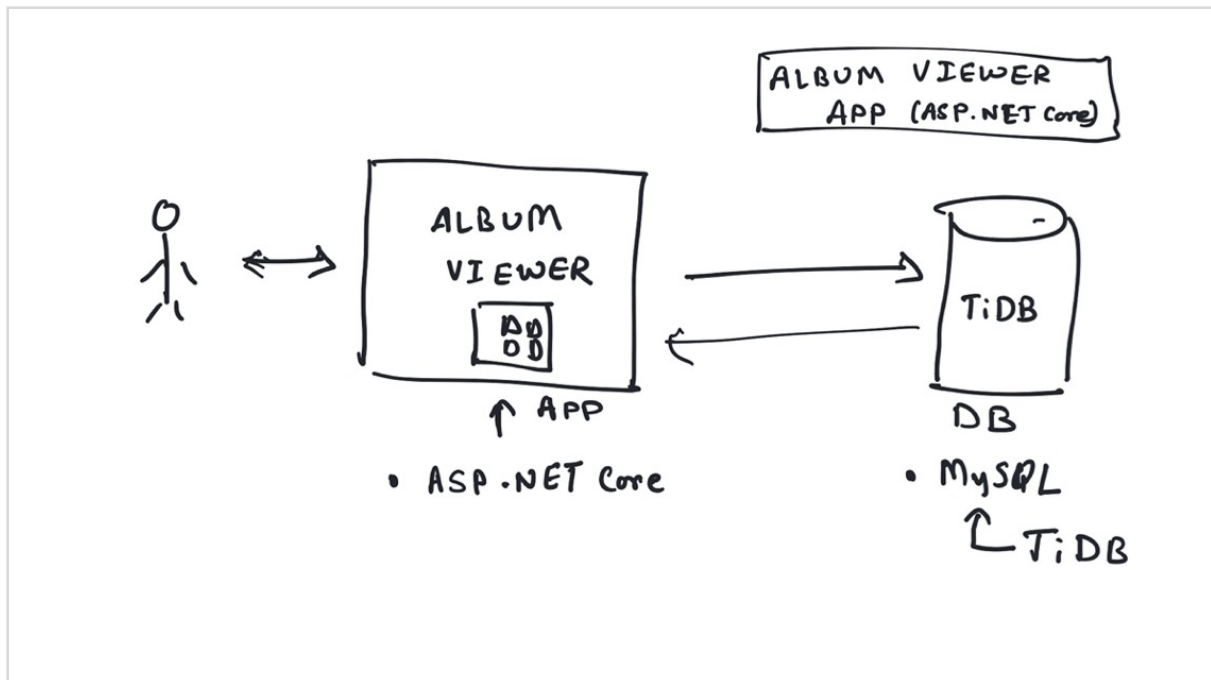 ALBUM VIEWER
APP (ASP.NET Core)
ALBUM
VIEWER
APP
• ASP.NET Core
TiDB
DB
• MySQL
TiDB